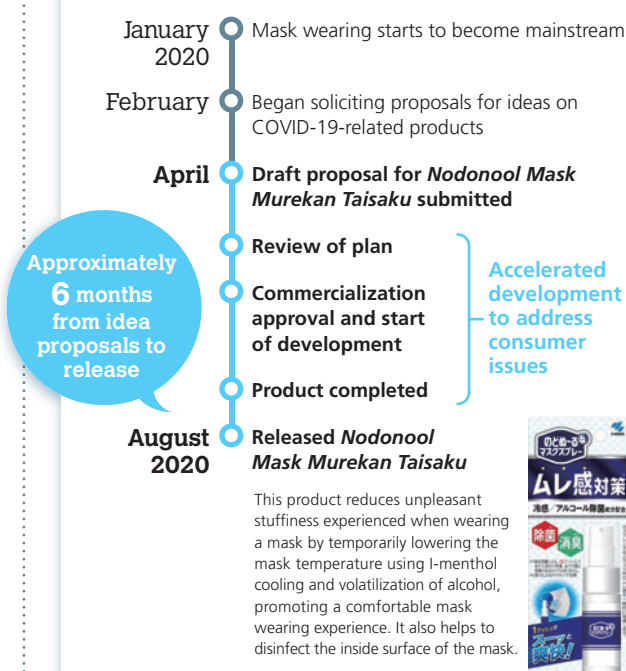 January
2020
Mask wearing starts to become mainstream
February
Began soliciting proposals for ideas on
COVID-19-related products
April
Draft proposal for Nodonool Mask
Murekan Taisaku submitted
Approximately
6 months
from idea
proposals to
release
Review of plan
Commercialization
approval and start
of development
Product completed
Accelerated
development
to address
consumer
issues
August
2020
Released Nodonool
Mask Murekan Taisaku
This product reduces unpleasant
stuffiness experienced when wearing
a mask by temporarily lowering the
mask temperature using l-menthol
cooling and volatilization of alcohol,
promoting a comfortable mask
wearing experience. It also helps to
disinfect the inside surface of the mask.
のどぬ~る
マスクスプレー
ムレ感対策
冷感/アルコール除菌
除菌
消臭
爽快!